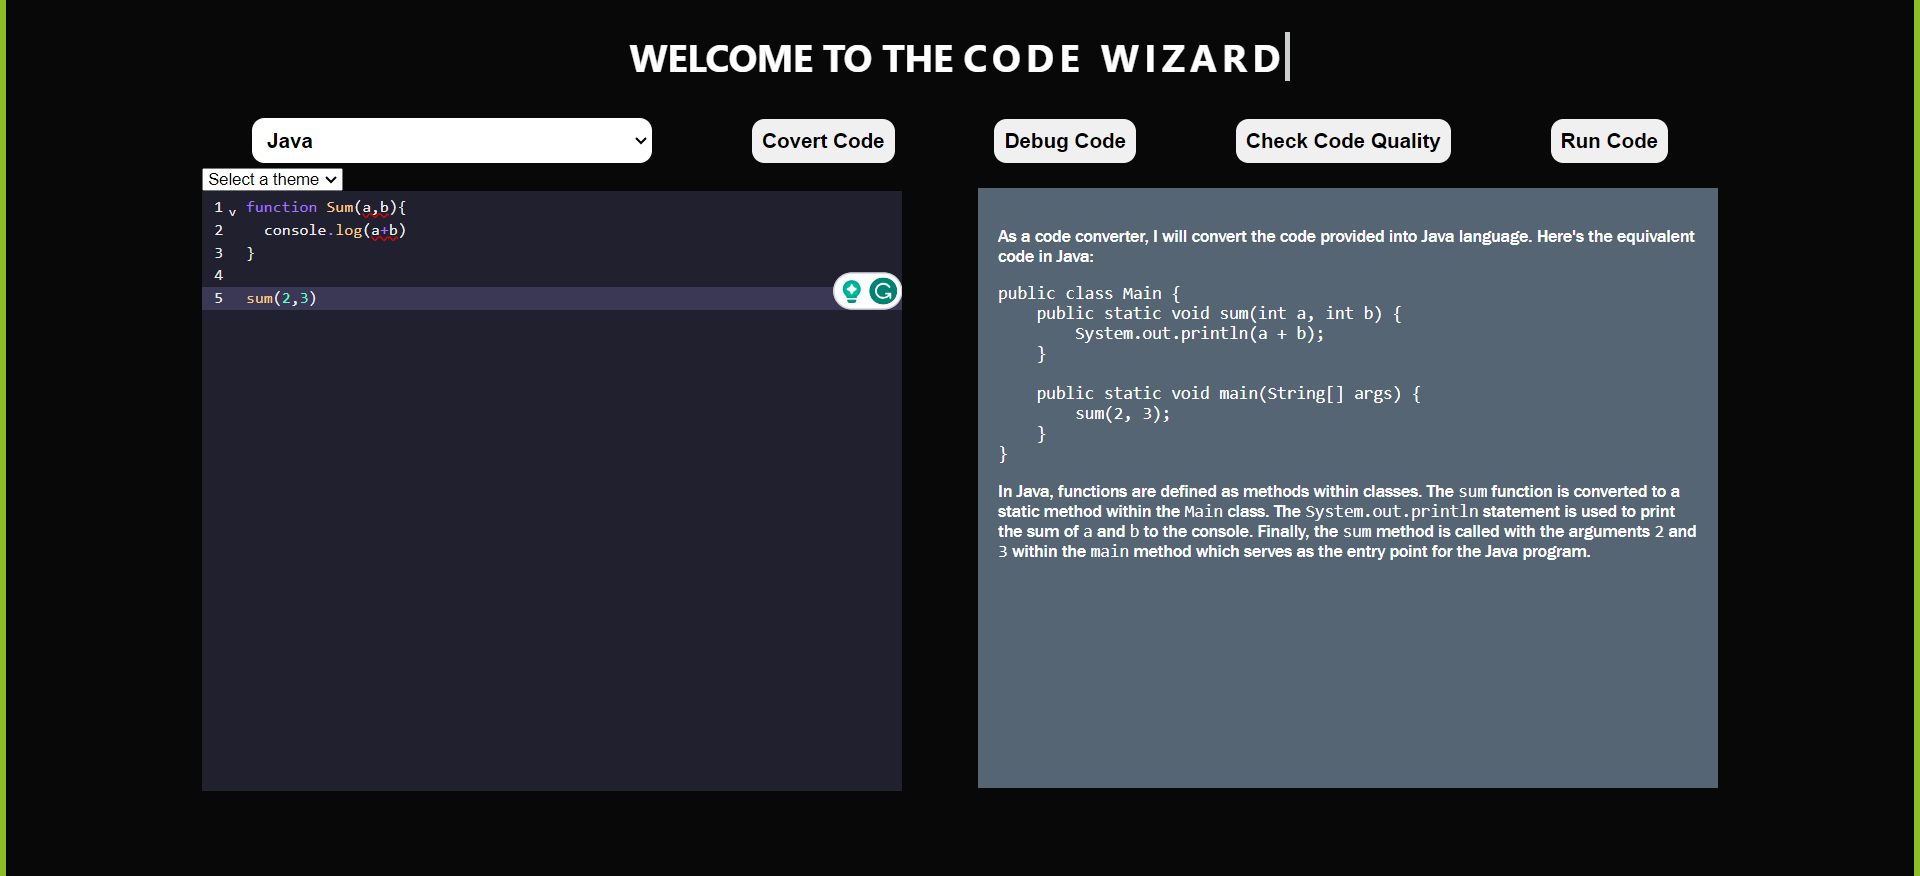 WELCOME TO THE CODE WIZARD
Java
Covert Code
Debug Code
Check Code Quality
Run Code
Select a theme
1 function Sum(a,b){
2   console.log(a+b)
3 }
4
5 sum(2,3)
As a code converter, I will convert the code provided into Java language. Here's the equivalent
code in Java:
public class Main {
    public static void sum(int a, int b) {
        System.out.println(a + b);
    }
    public static void main(String[] args) {
        sum(2, 3);
    }
}
In Java, functions are defined as methods within classes. The sum function is converted to a
static method within the Main class. The System.out.println statement is used to print
the sum of a and b to the console. Finally, the sum method is called with the arguments 2 and
3 within the main method which serves as the entry point for the Java program.